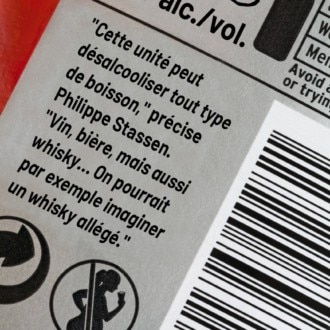 alc./vol.
"Cette unité peut
désalcooliser tout type
de boisson," précise
Philippe Stassen.
"Vin, bière, mais aussi
whisky... On pourrait
par exemple imaginer
un whisky allégé."
Avoid
or tryin